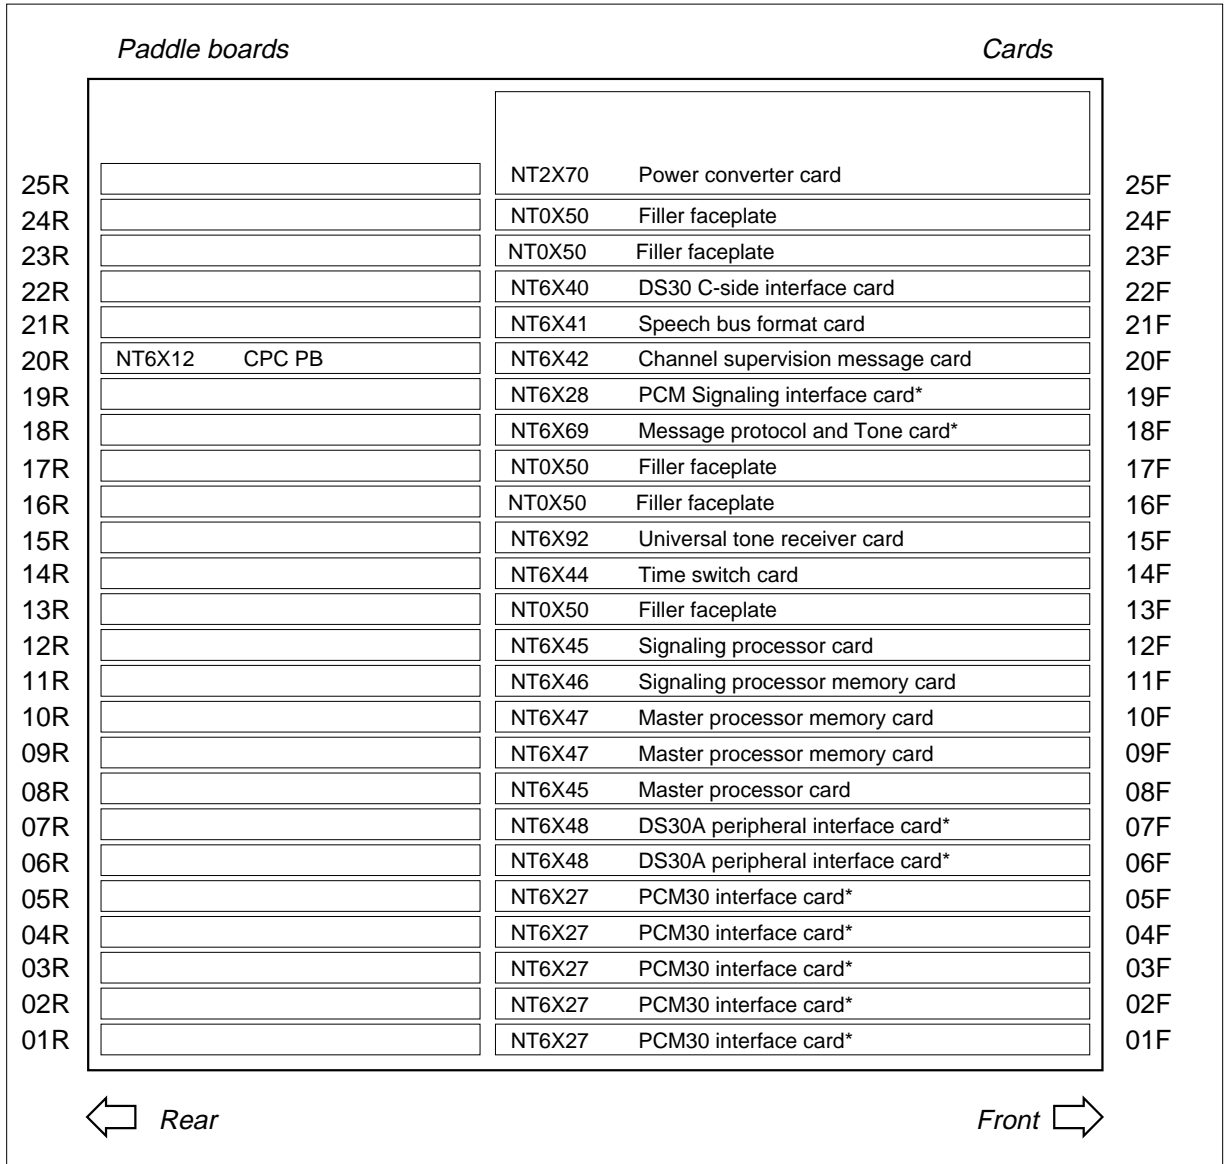 Paddle boards Cards
25R NT2X70 Power converter card 25F
24R NT0X50 Filler faceplate 24F
23R NT0X50 Filler faceplate 23F
22R NT6X40 DS30 C-side interface card 22F
21R NT6X41 Speech bus format card 21F
20R NT6X12 CPC PB NT6X42 Channel supervision message card 20F
19R NT6X28 PCM Signaling interface card* 19F
18R NT6X69 Message protocol and Tone card* 18F
17R NT0X50 Filler faceplate 17F
16R NT0X50 Filler faceplate 16F
15R NT6X92 Universal tone receiver card 15F
14R NT6X44 Time switch card 14F
13R NT0X50 Filler faceplate 13F
12R NT6X45 Signaling processor card 12F
11R NT6X46 Signaling processor memory card 11F
10R NT6X47 Master processor memory card 10F
09R NT6X47 Master processor memory card 09F
08R NT6X45 Master processor card 08F
07R NT6X48 DS30A peripheral interface card* 07F
06R NT6X48 DS30A peripheral interface card* 06F
05R NT6X27 PCM30 interface card* 05F
04R NT6X27 PCM30 interface card* 04F
03R NT6X27 PCM30 interface card* 03F
02R NT6X27 PCM30 interface card* 02F
01R NT6X27 PCM30 interface card* 01F
Rear Front